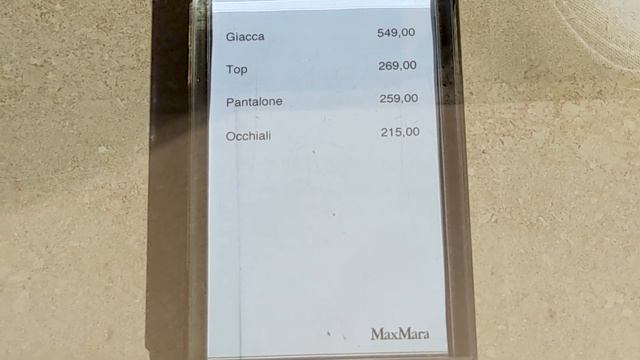 Giacca 549,00
Top 269,00
Pantalone 259,00
Occhiali 215,00
MaxMara